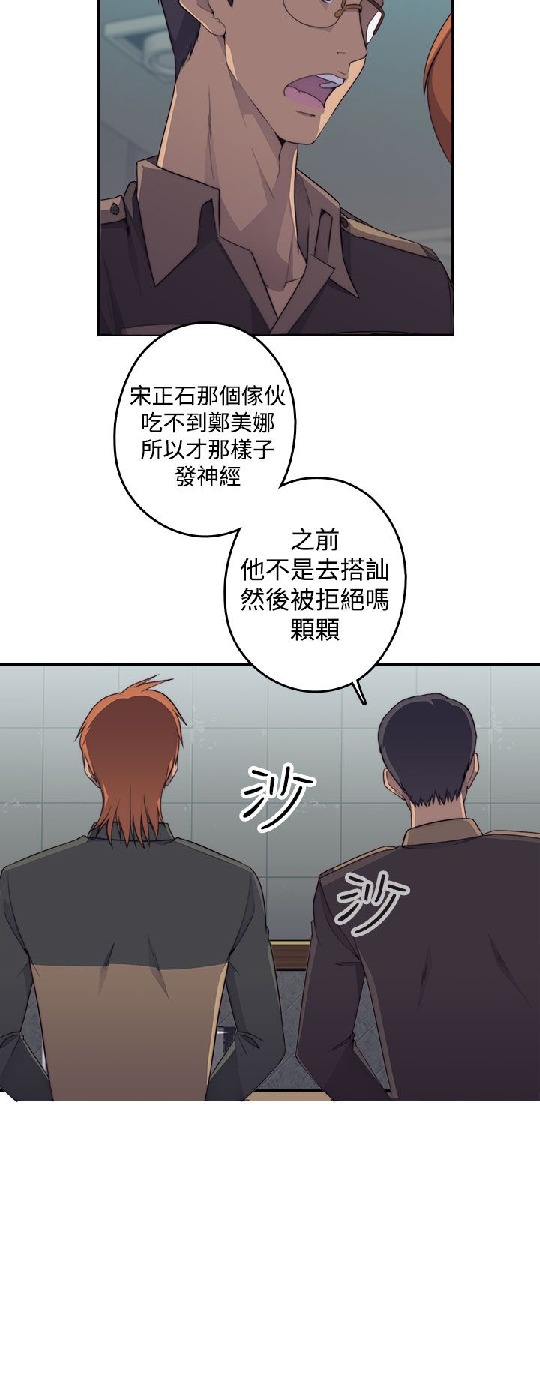 宋正石那個傢伙
吃不到鄭美娜
所以才那樣子
發神經
之前
他不是去搭訕
然後被拒絕嗎
顆顆
沙
沙